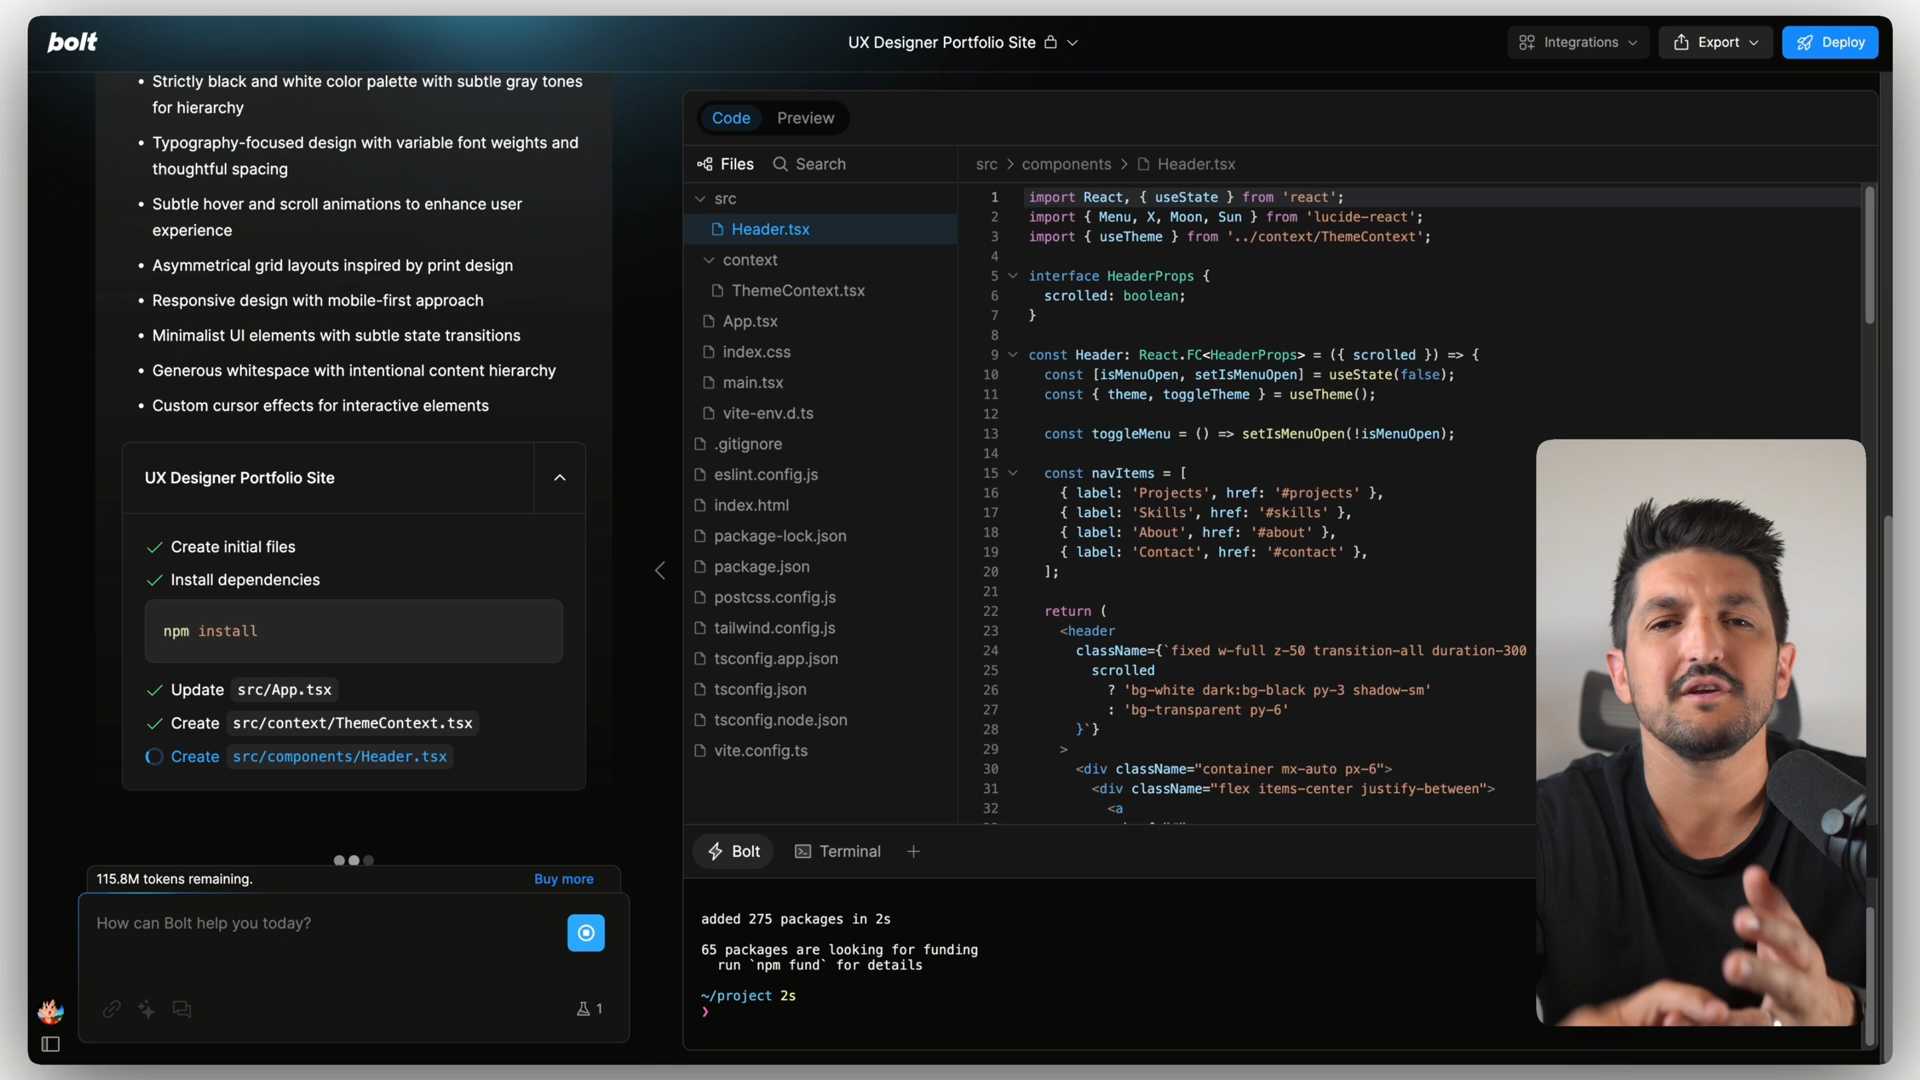 bolt
UX Designer Portfolio Site
Integrations
Export
Deploy
• Strictly black and white color palette with subtle gray tones
for hierarchy
• Typography-focused design with variable font weights and
thoughtful spacing
• Subtle hover and scroll animations to enhance user
experience
• Asymmetrical grid layouts inspired by print design
• Responsive design with mobile-first approach
• Minimalist UI elements with subtle state transitions
• Generous whitespace with intentional content hierarchy
• Custom cursor effects for interactive elements
UX Designer Portfolio Site
Create initial files
Install dependencies
npm install
Update src/App.tsx
Create src/context/ThemeContext.tsx
Create src/components/Header.tsx
115.8M tokens remaining.
Buy more
How can Bolt help you today?
1
Code
Preview
Files
Search
src
Header.tsx
context
ThemeContext.tsx
App.tsx
index.css
main.tsx
vite-env.d.ts
.gitignore
eslint.config.js
index.html
package-lock.json
package.json
postcss.config.js
tailwind.config.js
tsconfig.app.json
tsconfig.json
tsconfig.node.json
vite.config.ts
src > components > Header.tsx
1 import React, { useState } from 'react';
2 import { Menu, X, Moon, Sun } from 'lucide-react';
3 import { useTheme } from '../context/ThemeContext';
4
5 interface HeaderProps {
6 scrolled: boolean;
7 }
8
9 const Header: React.FC<HeaderProps> = ({ scrolled }) => {
10 const [isMenuOpen, setIsMenuOpen] = useState(false);
11 const { theme, toggleTheme } = useTheme();
12
13 const toggleMenu = () => setIsMenuOpen(!isMenuOpen);
14
15 const navItems = [
16 { label: 'Projects', href: '#projects' },
17 { label: 'Skills', href: '#skills' },
18 { label: 'About', href: '#about' },
19 { label: 'Contact', href: '#contact' },
20 ];
21
22 return (
23 <header
24 className={`fixed w-full z-50 transition-all duration-300
25 scrolled
26 ? 'bg-white dark:bg-black py-3 shadow-sm'
27 : 'bg-transparent py-6'
28 }`}
29 >
30 <div className="container mx-auto px-6">
31 <div className="flex items-center justify-between">
32 <a
Bolt
Terminal
added 275 packages in 2s
65 packages are looking for funding
run `npm fund` for details
~/project 2s
❯